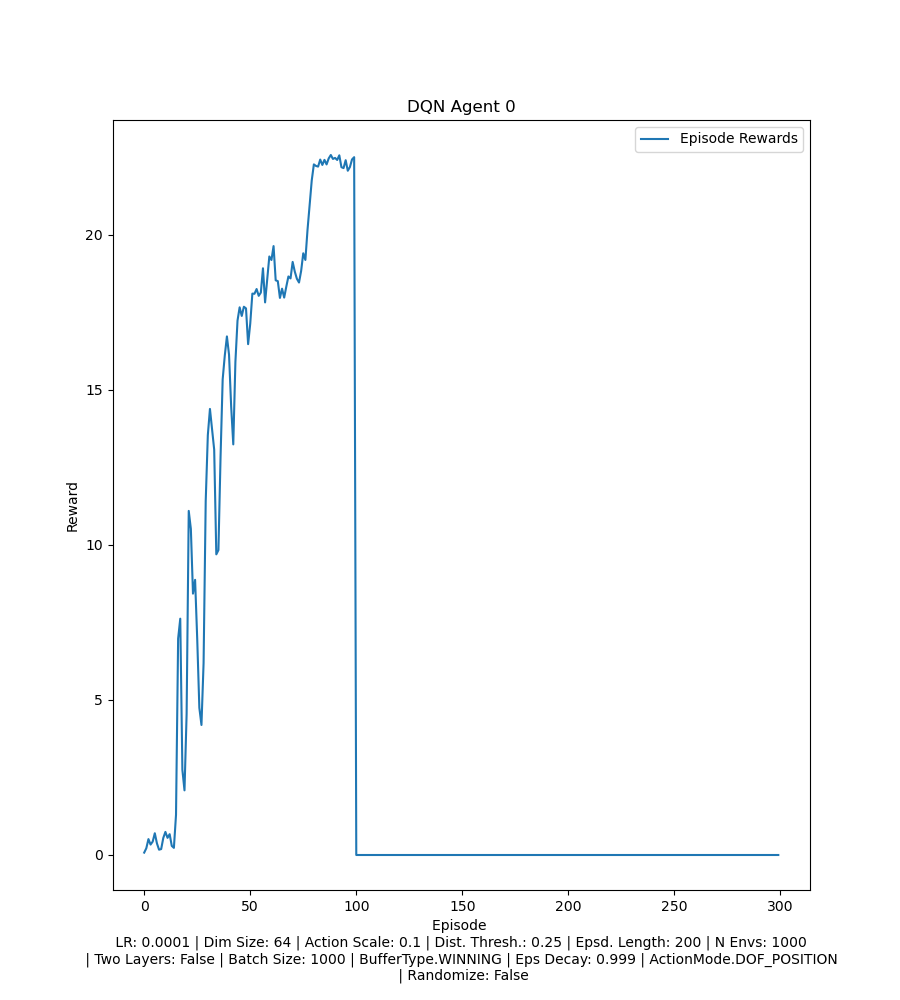 DQN Agent 0
Episode Rewards
Reward
20
15
10
5
0
0 50 100 150 200 250 300
Episode
LR: 0.0001 | Dim Size: 64 | Action Scale: 0.1 | Dist. Thresh.: 0.25 | Epsd. Length: 200 | N Envs: 1000
| Two Layers: False | Batch Size: 1000 | BufferType.WINNING | Eps Decay: 0.999 | ActionMode.DOF_POSITION
| Randomize: False